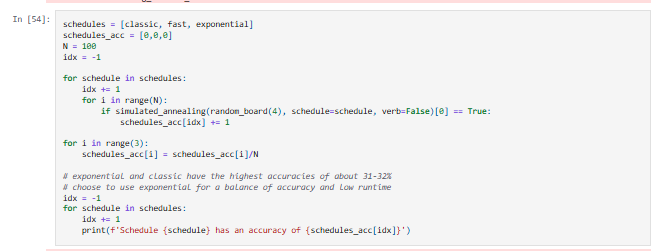 In [54]:
schedules = [classic, fast, exponential]
schedules_acc = [0,0,0]
N = 100
idx = -1
for schedule in schedules:
idx += 1
for i in range(N):
if simulated_annealing(random_board(4), schedule=schedule, verb=False)[0] == True:
schedules_acc[idx] += 1
for i in range(3):
schedules_acc[i] = schedules_acc[i]/N
# exponential and classic have the highest accuracies of about 31-32%
# choose to use exponential for a balance of accuracy and low runtime
idx = -1
for schedule in schedules:
idx += 1
print(f'Schedule {schedule} has an accuracy of {schedules_acc[idx]}')